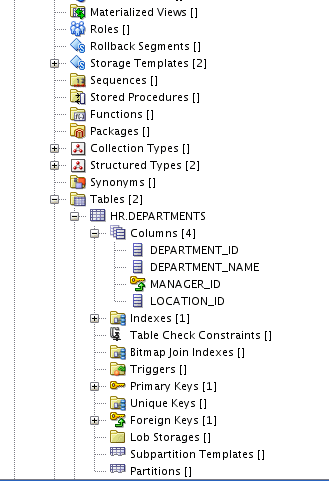 Materialized Views []
Roles []
Rollback Segments []
Storage Templates [2]
Sequences []
Stored Procedures []
Functions []
Packages []
Collection Types []
Structured Types [2]
Synonyms []
Tables [2]
HR.DEPARTMENTS
Columns [4]
DEPARTMENT_ID
DEPARTMENT_NAME
MANAGER_ID
LOCATION_ID
Indexes [1]
Table Check Constraints []
Bitmap Join Indexes []
Triggers []
Primary Keys [1]
Unique Keys []
Foreign Keys [1]
Lob Storages []
Subpartition Templates []
Partitions []